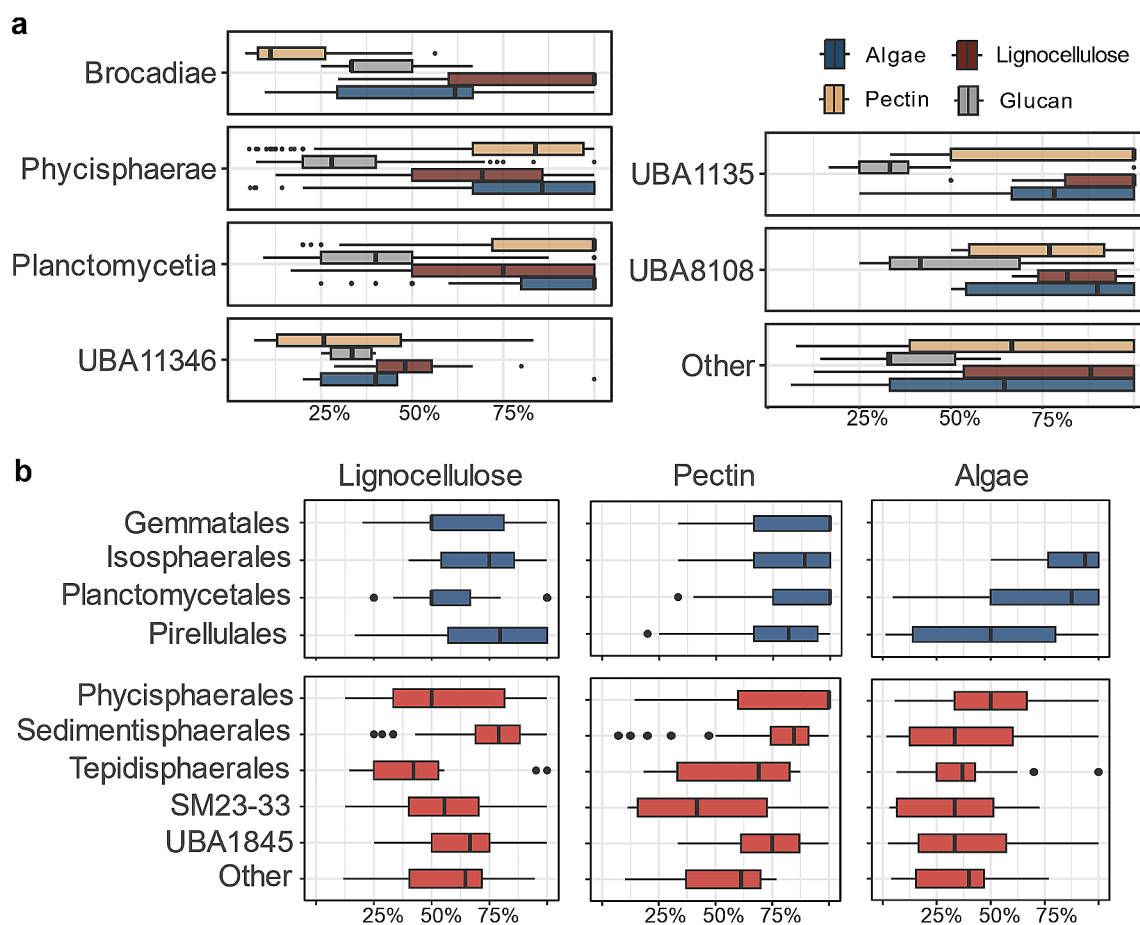 a
Algae
Lignocellulose
Pectin
Glucan
Brocadiae
Phycisphaerae
Planctomycetia
UBA11346
25% 50% 75%
UBA1135
UBA8108
Other
25% 50% 75%
b
Lignocellulose Pectin Algae
Gemmatales
Isosphaerales
Planctomycetales
Pirellulales
Phycisphaerales
Sedimentisphaerales
Tepidisphaerales
SM23-33
UBA1845
Other
25% 50% 75% 25% 50% 75% 25% 50% 75%